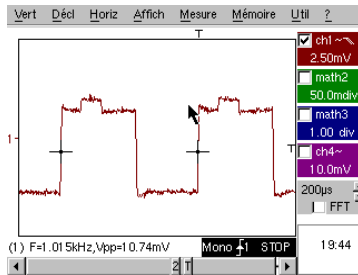 Vert Décl Horiz Affich Mesure Mémoire Util ?
T
ch1 ~
2.50mV
math2
50.0mdiv
math3
1.00 div
ch4~
10.0mV
1-
T
200µs
FFT
(1) F=1.015kHz,Vpp=10.74mV Mono 1 STOP
19:44
2 T